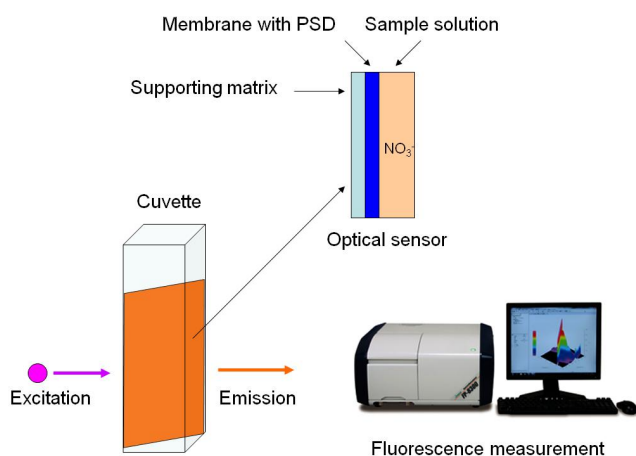 Membrane with PSD
Sample solution
Supporting matrix
NO3-
Cuvette
Optical sensor
Excitation
Emission
Fluorescence measurement